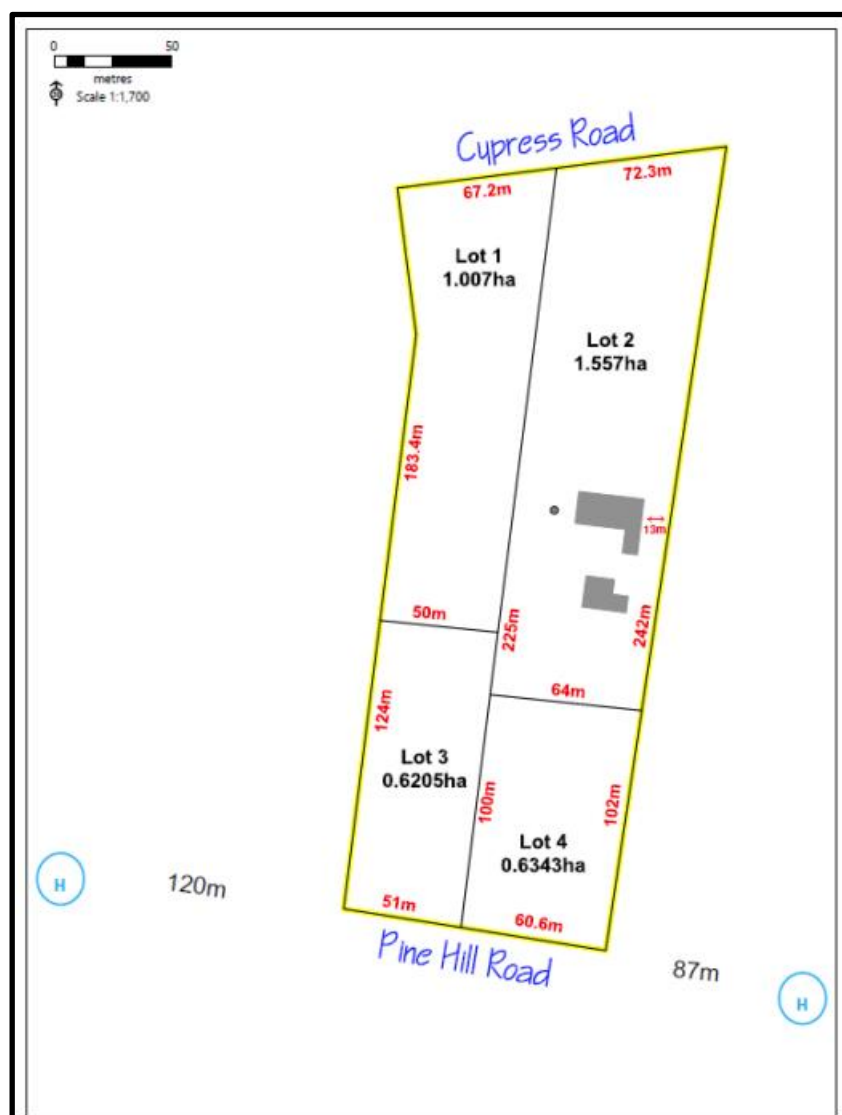 0 50
metres
Scale 1:1,700
Cypress Road
67.2m
72.3m
Lot 1
1.007ha
Lot 2
1.557ha
183.4m
13m
50m
225m
242m
64m
124m
Lot 3
0.6205ha
100m
102m
Lot 4
0.6343ha
H
120m
51m
60.6m
Pine Hill Road
87m
H